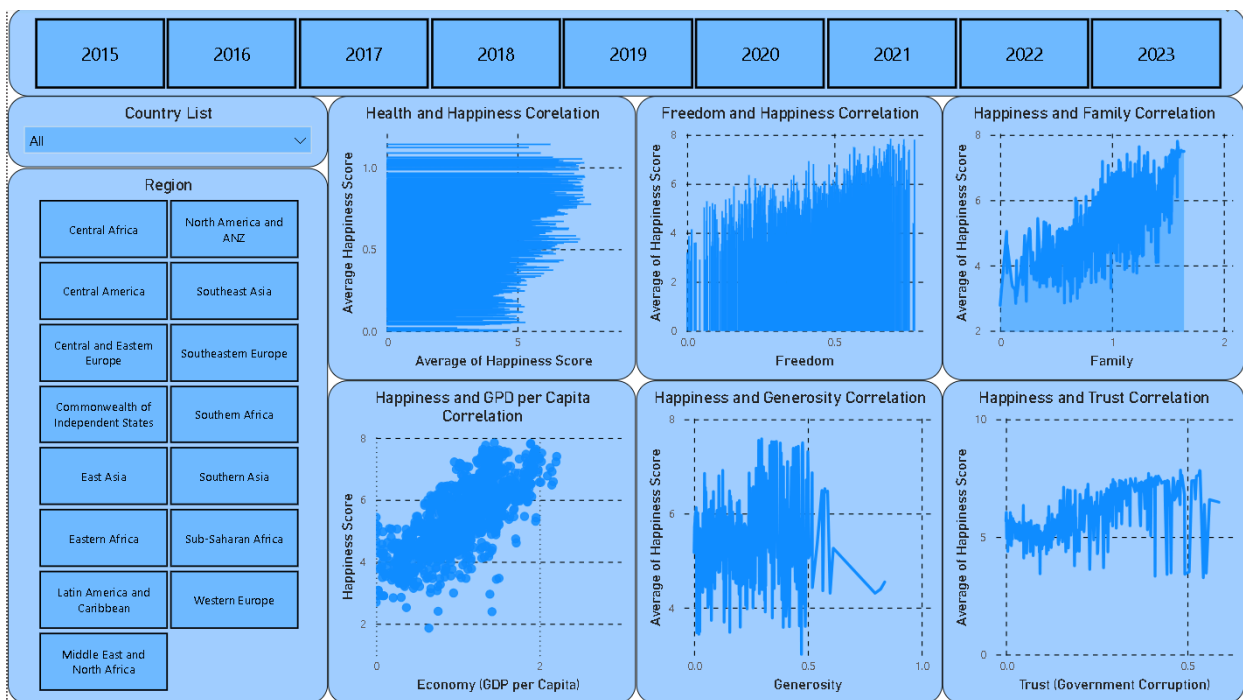 2015
2016
2017
2018
2019
2020
2021
2022
2023
Country List
All
Region
Central Africa
North America and
ANZ
Central America
Southeast Asia
Central and Eastern
Europe
Southeastern Europe
Commonwealth of
Independent States
Southern Africa
East Asia
Southern Asia
Eastern Africa
Sub-Saharan Africa
Latin America and
Caribbean
Western Europe
Middle East and
North Africa
Health and Happiness Corelation
Average Happiness Score
1.0
0.5
0.0
0
5
Average of Happiness Score
Freedom and Happiness Correlation
Average of Happiness Score
8
6
4
2
0
0.0
0.5
Freedom
Happiness and Family Correlation
Average of Happiness Score
8
6
4
2
0
1
2
Family
Happiness and GPD per Capita
Correlation
Happiness Score
8
6
4
2
0
2
Economy (GDP per Capita)
Happiness and Generosity Correlation
Average of Happiness Score
8
6
4
0.0
0.5
1.0
Generosity
Happiness and Trust Correlation
Average of Happiness Score
10
5
0
0.0
0.5
Trust (Government Corruption)